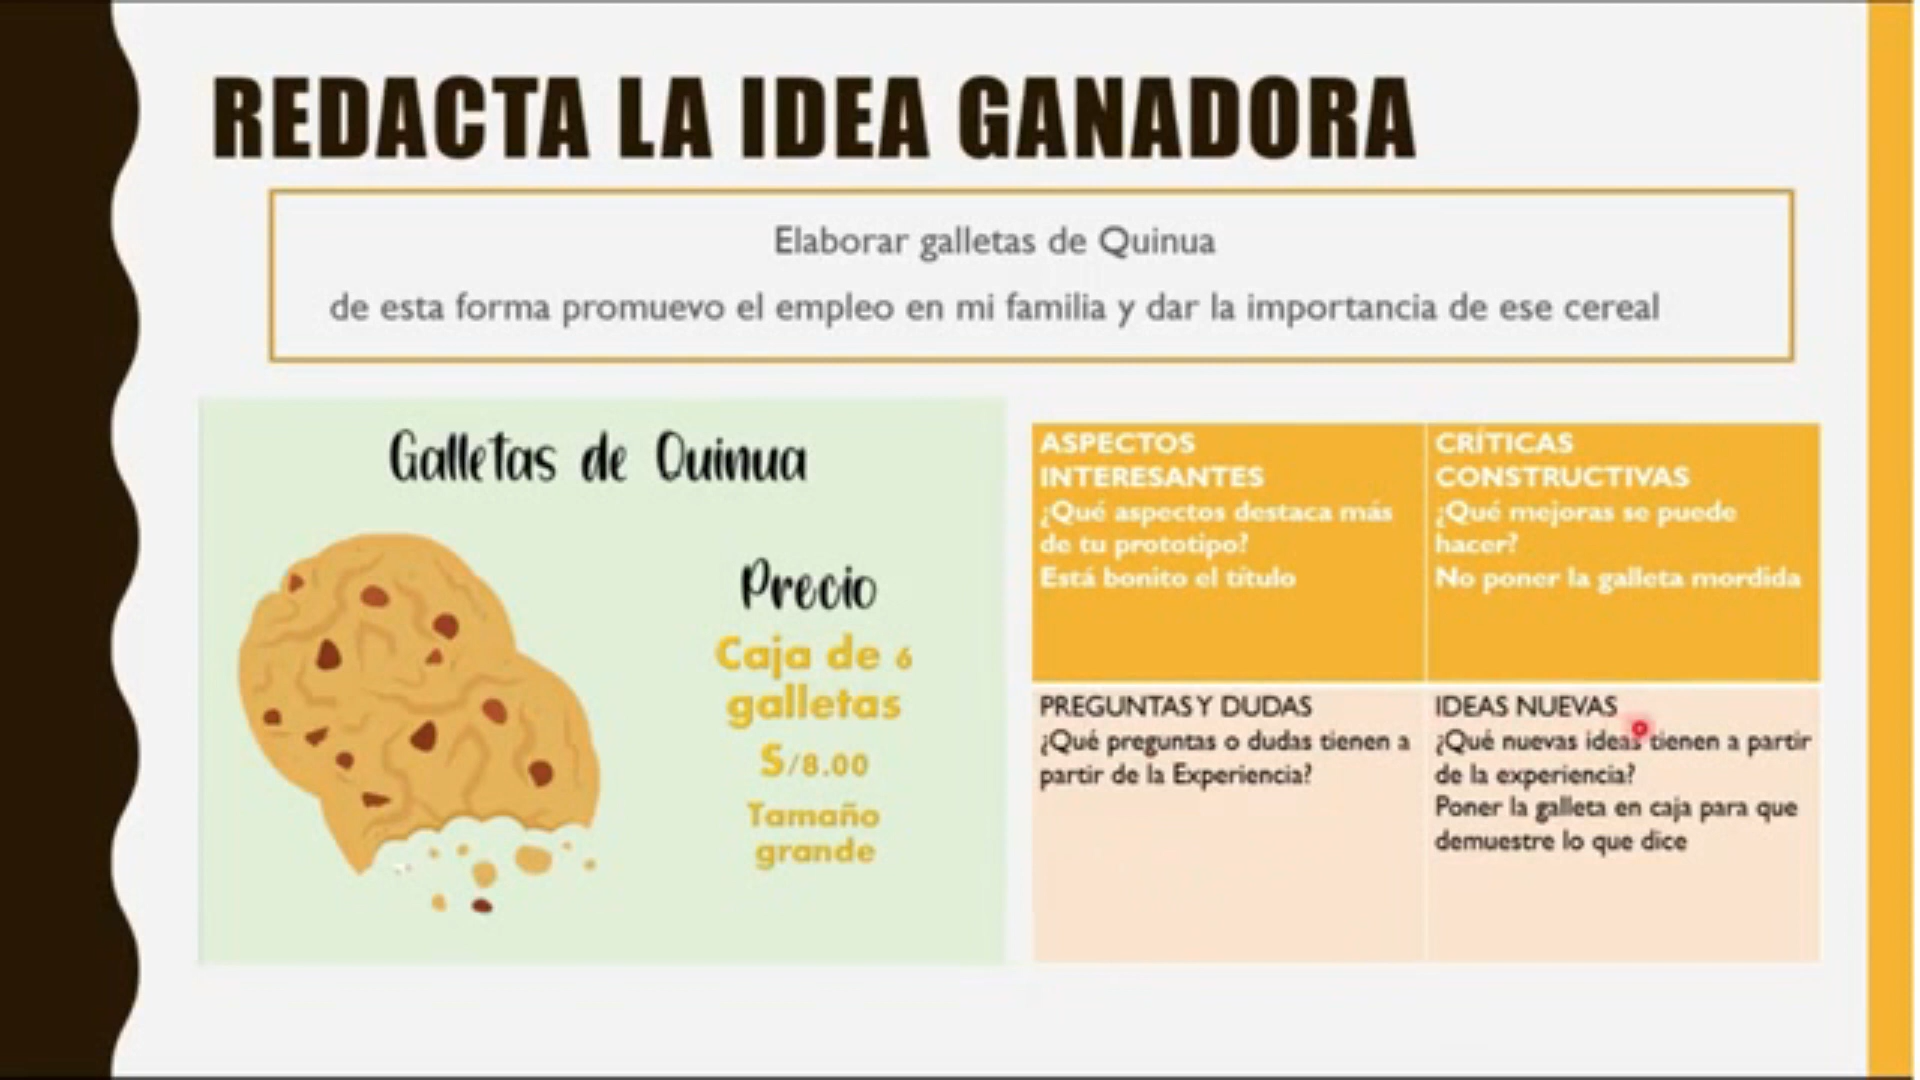 REDACTA LA IDEA GANADORA
Elaborar galletas de Quinua
de esta forma promuevo el empleo en mi familia y dar la importancia de ese cereal
Galletas de Quinua
Precio
Caja de 6
galletas
S/8.00
Tamaño
grande
ASPECTOS
INTERESANTES
¿Qué aspectos destaca más
de tu prototipo?
Está bonito el título
CRÍTICAS
CONSTRUCTIVAS
¿Qué mejoras se puede
hacer?
No poner la galleta mordida
PREGUNTAS Y DUDAS
¿Qué preguntas o dudas tienen a
partir de la Experiencia?
IDEAS NUEVAS
¿Qué nuevas ideas tienen a partir
de la experiencia?
Poner la galleta en caja para que
demuestre lo que dice